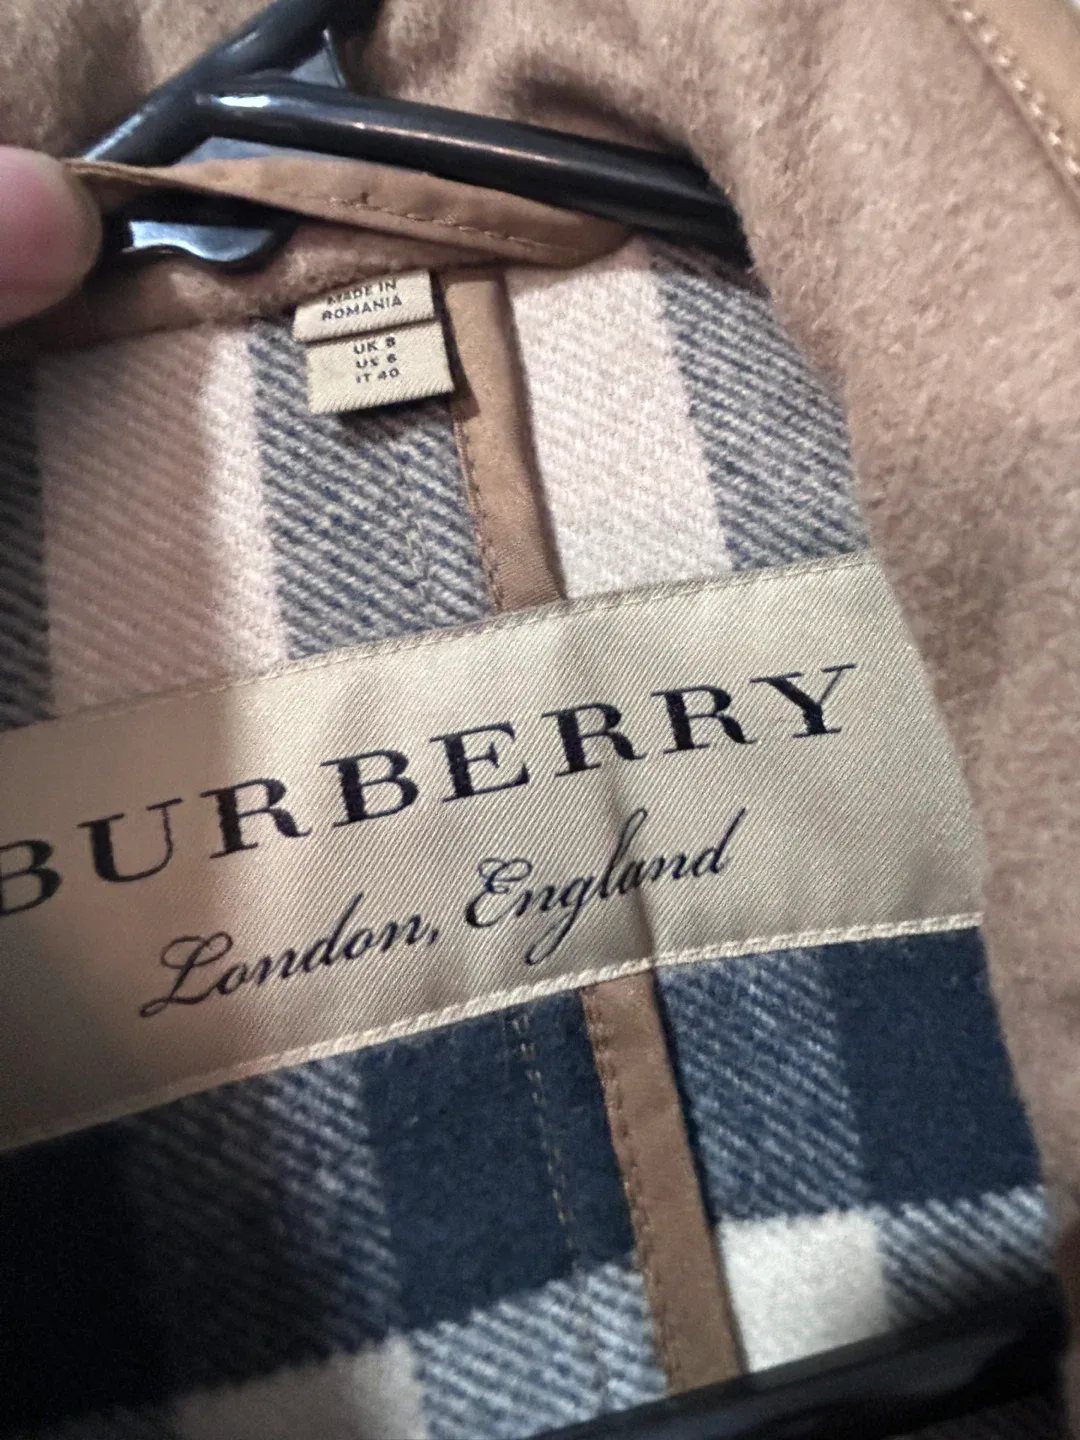 MADE IN
ROMANIA
UK 8
US 6
IT 40
BURBERRY
London, England